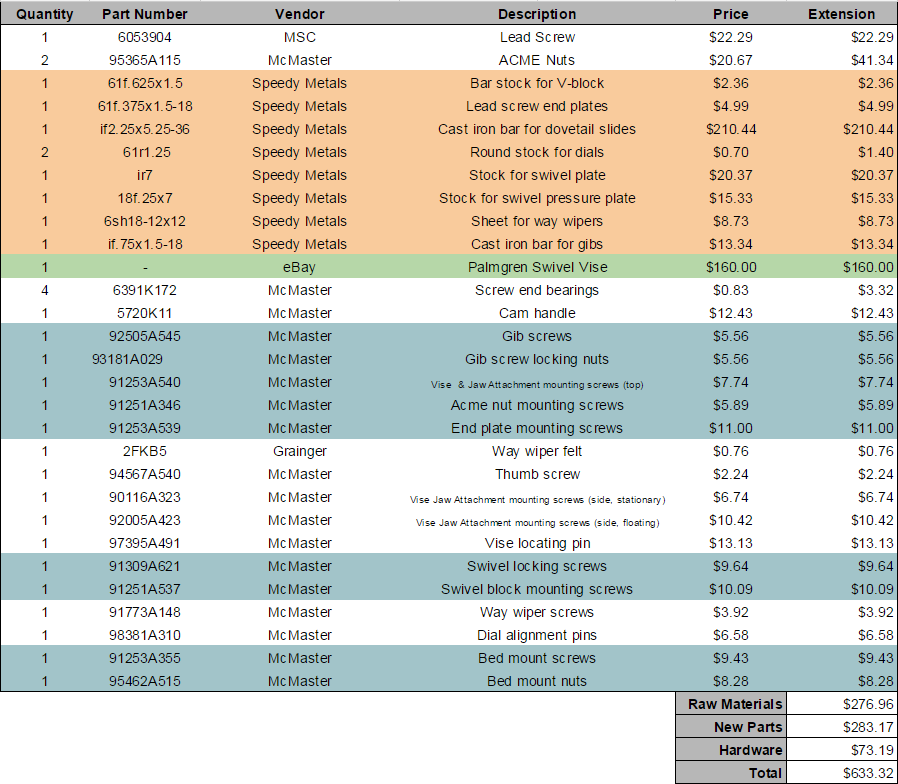 Quantity Part Number Vendor Description Price Extension
1 6053904 MSC Lead Screw $22.29 $22.29
2 95365A115 McMaster ACME Nuts $20.67 $41.34
1 61f.625x1.5 Speedy Metals Bar stock for V-block $2.36 $2.36
1 61f.375x1.5-18 Speedy Metals Lead screw end plates $4.99 $4.99
1 if2.25x5.25-36 Speedy Metals Cast iron bar for dovetail slides $210.44 $210.44
2 61r1.25 Speedy Metals Round stock for dials $0.70 $1.40
1 ir7 Speedy Metals Stock for swivel plate $20.37 $20.37
1 18f.25x7 Speedy Metals Stock for swivel pressure plate $15.33 $15.33
1 6sh18-12x12 Speedy Metals Sheet for way wipers $8.73 $8.73
1 if.75x1.5-18 Speedy Metals Cast iron bar for gibs $13.34 $13.34
1 - eBay Palmgren Swivel Vise $160.00 $160.00
4 6391K172 McMaster Screw end bearings $0.83 $3.32
1 5720K11 McMaster Cam handle $12.43 $12.43
1 92505A545 McMaster Gib screws $5.56 $5.56
1 93181A029 McMaster Gib screw locking nuts $5.56 $5.56
1 91253A540 McMaster Vise & Jaw Attachment mounting screws (top) $7.74 $7.74
1 91251A346 McMaster Acme nut mounting screws $5.89 $5.89
1 91253A539 McMaster End plate mounting screws $11.00 $11.00
1 2FKB5 Grainger Way wiper felt $0.76 $0.76
1 94567A540 McMaster Thumb screw $2.24 $2.24
1 90116A323 McMaster Vise Jaw Attachment mounting screws (side, stationary) $6.74 $6.74
1 92005A423 McMaster Vise Jaw Attachment mounting screws (side, floating) $10.42 $10.42
1 97395A491 McMaster Vise locating pin $13.13 $13.13
1 91309A621 McMaster Swivel locking screws $9.64 $9.64
1 91251A537 McMaster Swivel block mounting screws $10.09 $10.09
1 91773A148 McMaster Way wiper screws $3.92 $3.92
1 98381A310 McMaster Dial alignment pins $6.58 $6.58
1 91253A355 McMaster Bed mount screws $9.43 $9.43
1 95462A515 McMaster Bed mount nuts $8.28 $8.28
Raw Materials $276.96
New Parts $283.17
Hardware $73.19
Total $633.32